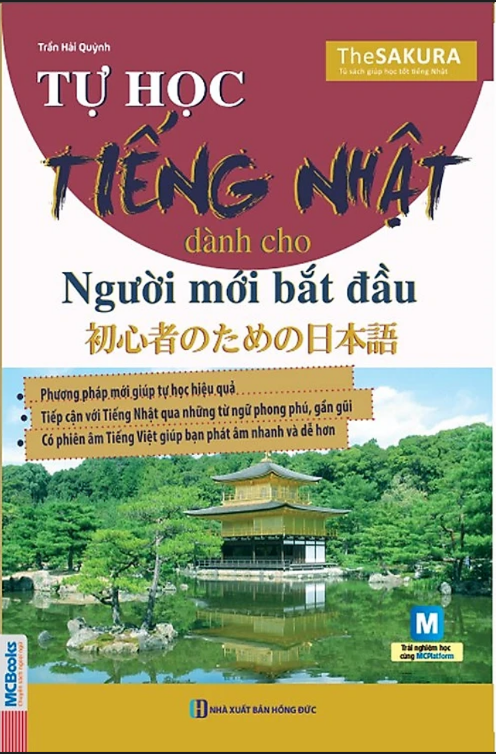 Trần Hải Quỳnh
TheSAKURA
Tủ sách giúp học tốt tiếng Nhật
TỰ HỌC
TIẾNG NHẬT
dành cho
Người mới bắt đầu
初心者のための日本語
• Phương pháp mới giúp tự học hiệu quả
• Tiếp cận với Tiếng Nhật qua những từ ngữ phong phú, gần gũi
• Có phiên âm Tiếng Việt giúp bạn phát âm nhanh và dễ hơn
M
Trải nghiệm học
cùng MCPlatform
MCBooks
Chuyên sách ngoại ngữ
NHÀ XUẤT BẢN HỒNG ĐỨC